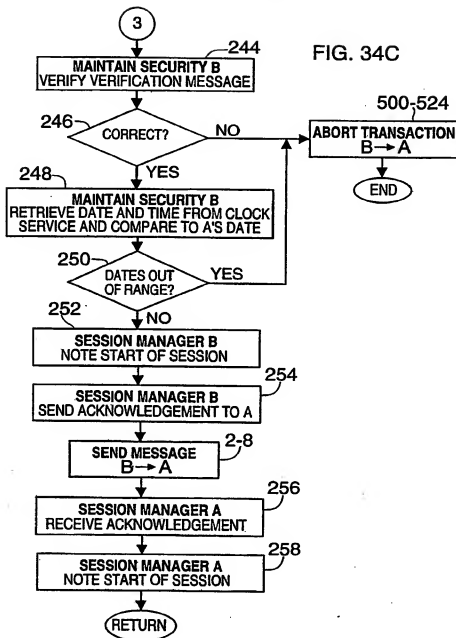 3
FIG. 34C
244
MAINTAIN SECURITY B
VERIFY VERIFICATION MESSAGE
246
CORRECT?
NO
500-524
ABORT TRANSACTION
B→A
END
YES
248
MAINTAIN SECURITY B
RETRIEVE DATE AND TIME FROM CLOCK
SERVICE AND COMPARE TO A'S DATE
250
DATES OUT
OF RANGE?
YES
NO
252
SESSION MANAGER B
NOTE START OF SESSION
254
SESSION MANAGER B
SEND ACKNOWLEDGEMENT TO A
2-8
SEND MESSAGE
B→A
256
SESSION MANAGER A
RECEIVE ACKNOWLEDGEMENT
258
SESSION MANAGER A
NOTE START OF SESSION
RETURN